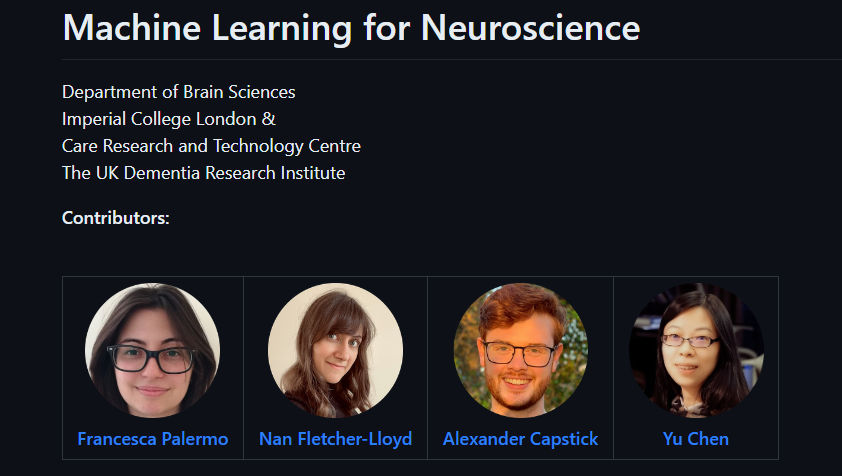 Machine Learning for Neuroscience
Department of Brain Sciences
Imperial College London &
Care Research and Technology Centre
The UK Dementia Research Institute
Contributors:
Francesca Palermo
Nan Fletcher-Lloyd
Alexander Capstick
Yu Chen